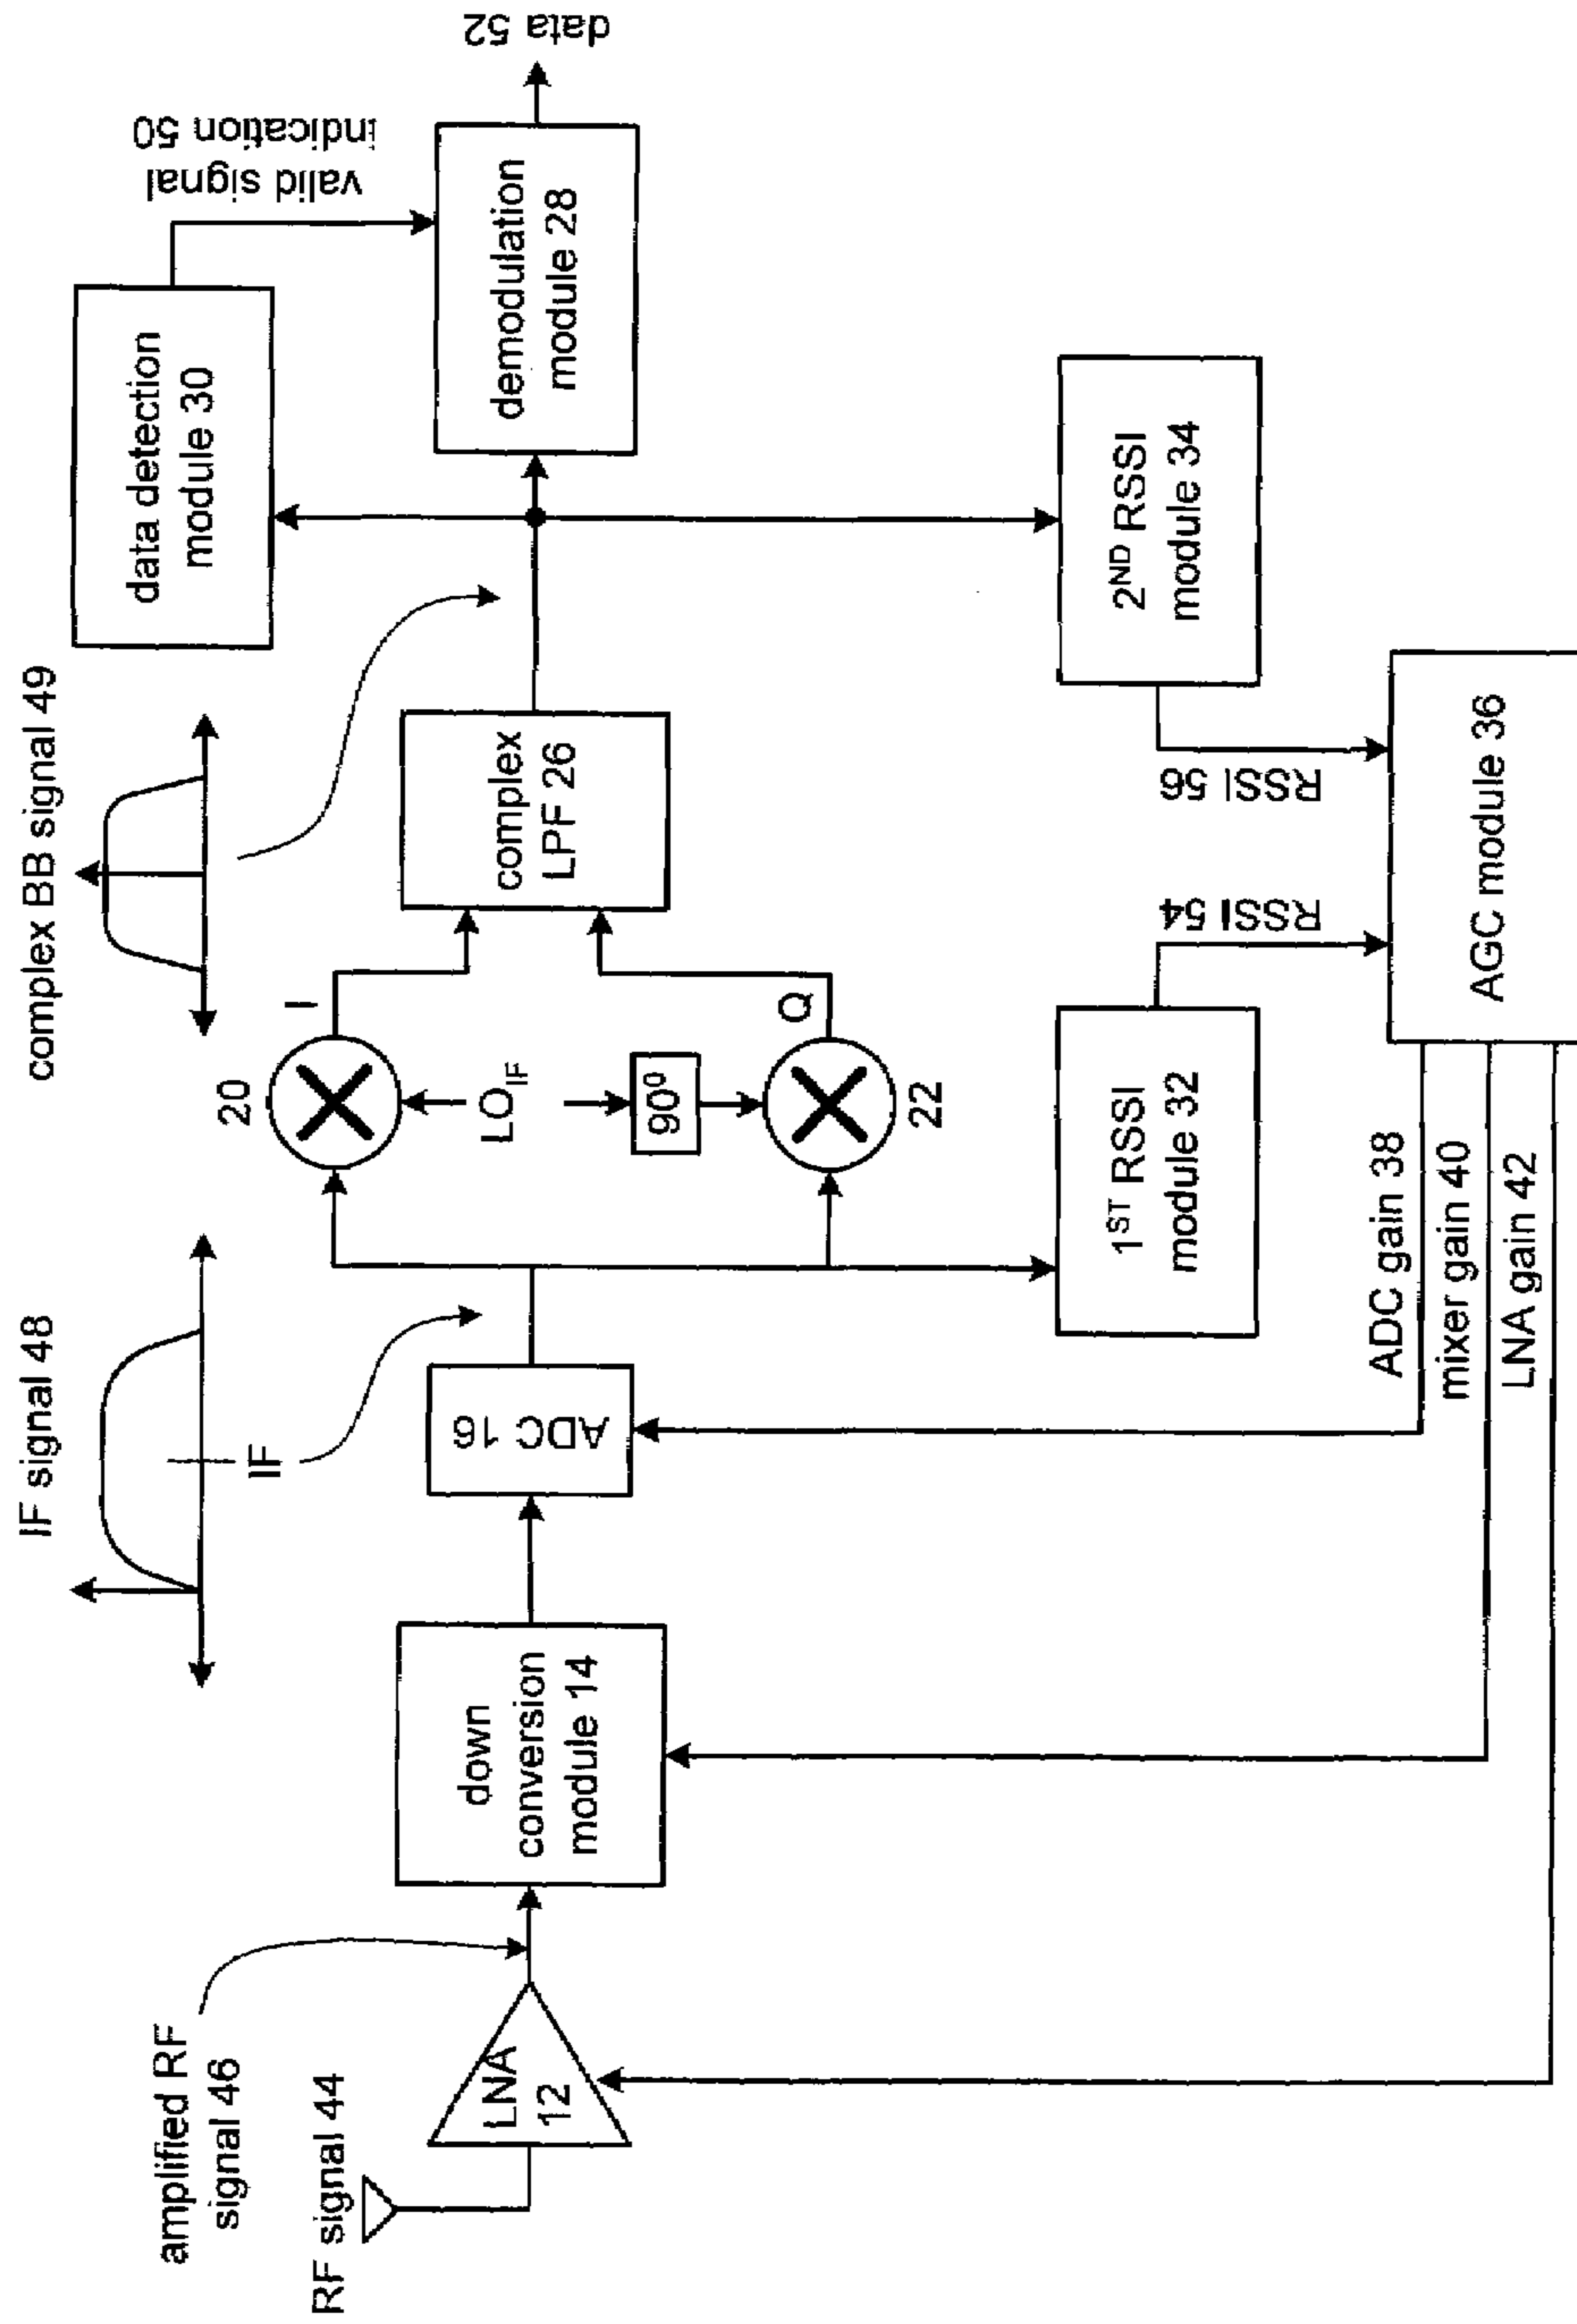 amplified RF
signal 46
RF signal 44
LNA
12
down
conversion
module 14
IF signal 48
IF
ADC 16
20
I
LO_IF
90⁰
Q
22
complex BB signal 49
complex
LPF 26
data detection
module 30
valid signal
indication 50
demodulation
module 28
data 52
1ST RSSI
module 32
2ND RSSI
module 34
RSSI 54
RSSI 56
AGC module 36
ADC gain 38
mixer gain 40
LNA gain 42